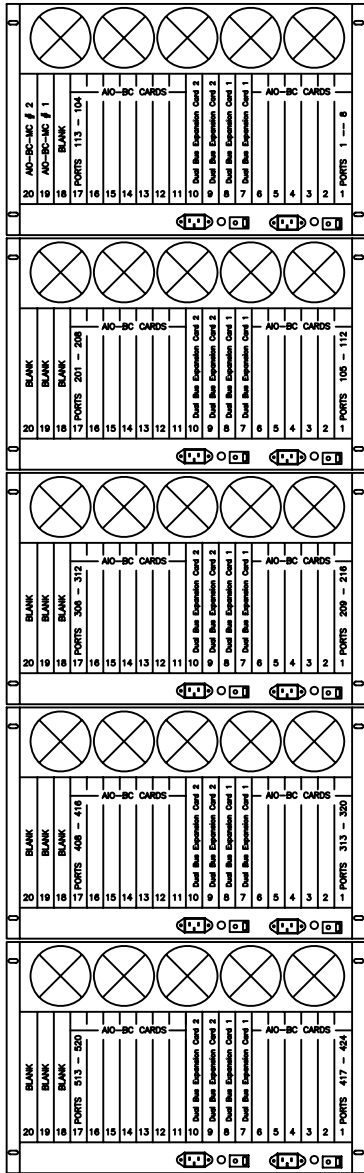 20 AIO-BC-MC # 2
19 AIO-BC-MC # 1
18 BLANK
17 PORTS 113 - 104
AIO-BC CARDS
16
15
14
13
12
11
10 Dual Bus Expansion Card 2
9 Dual Bus Expansion Card 2
8 Dual Bus Expansion Card 1
7 Dual Bus Expansion Card 1
AIO-BC CARDS
6
5
4
3
2
1 PORTS 1 -- 8
20 BLANK
19 BLANK
18 BLANK
17 PORTS 201 - 208
AIO-BC CARDS
16
15
14
13
12
11
10 Dual Bus Expansion Card 2
9 Dual Bus Expansion Card 2
8 Dual Bus Expansion Card 1
7 Dual Bus Expansion Card 1
AIO-BC CARDS
6
5
4
3
2
1 PORTS 105 - 112
20 BLANK
19 BLANK
18 BLANK
17 PORTS 306 - 312
AIO-BC CARDS
16
15
14
13
12
11
10 Dual Bus Expansion Card 2
9 Dual Bus Expansion Card 2
8 Dual Bus Expansion Card 1
7 Dual Bus Expansion Card 1
AIO-BC CARDS
6
5
4
3
2
1 PORTS 209 - 216
20 BLANK
19 BLANK
18 BLANK
17 PORTS 408 - 416
AIO-BC CARDS
16
15
14
13
12
11
10 Dual Bus Expansion Card 2
9 Dual Bus Expansion Card 2
8 Dual Bus Expansion Card 1
7 Dual Bus Expansion Card 1
AIO-BC CARDS
6
5
4
3
2
1 PORTS 313 - 320
20 BLANK
19 BLANK
18 BLANK
17 PORTS 513 - 520
AIO-BC CARDS
16
15
14
13
12
11
10 Dual Bus Expansion Card 2
9 Dual Bus Expansion Card 2
8 Dual Bus Expansion Card 1
7 Dual Bus Expansion Card 1
AIO-BC CARDS
6
5
4
3
2
1 PORTS 417 - 424